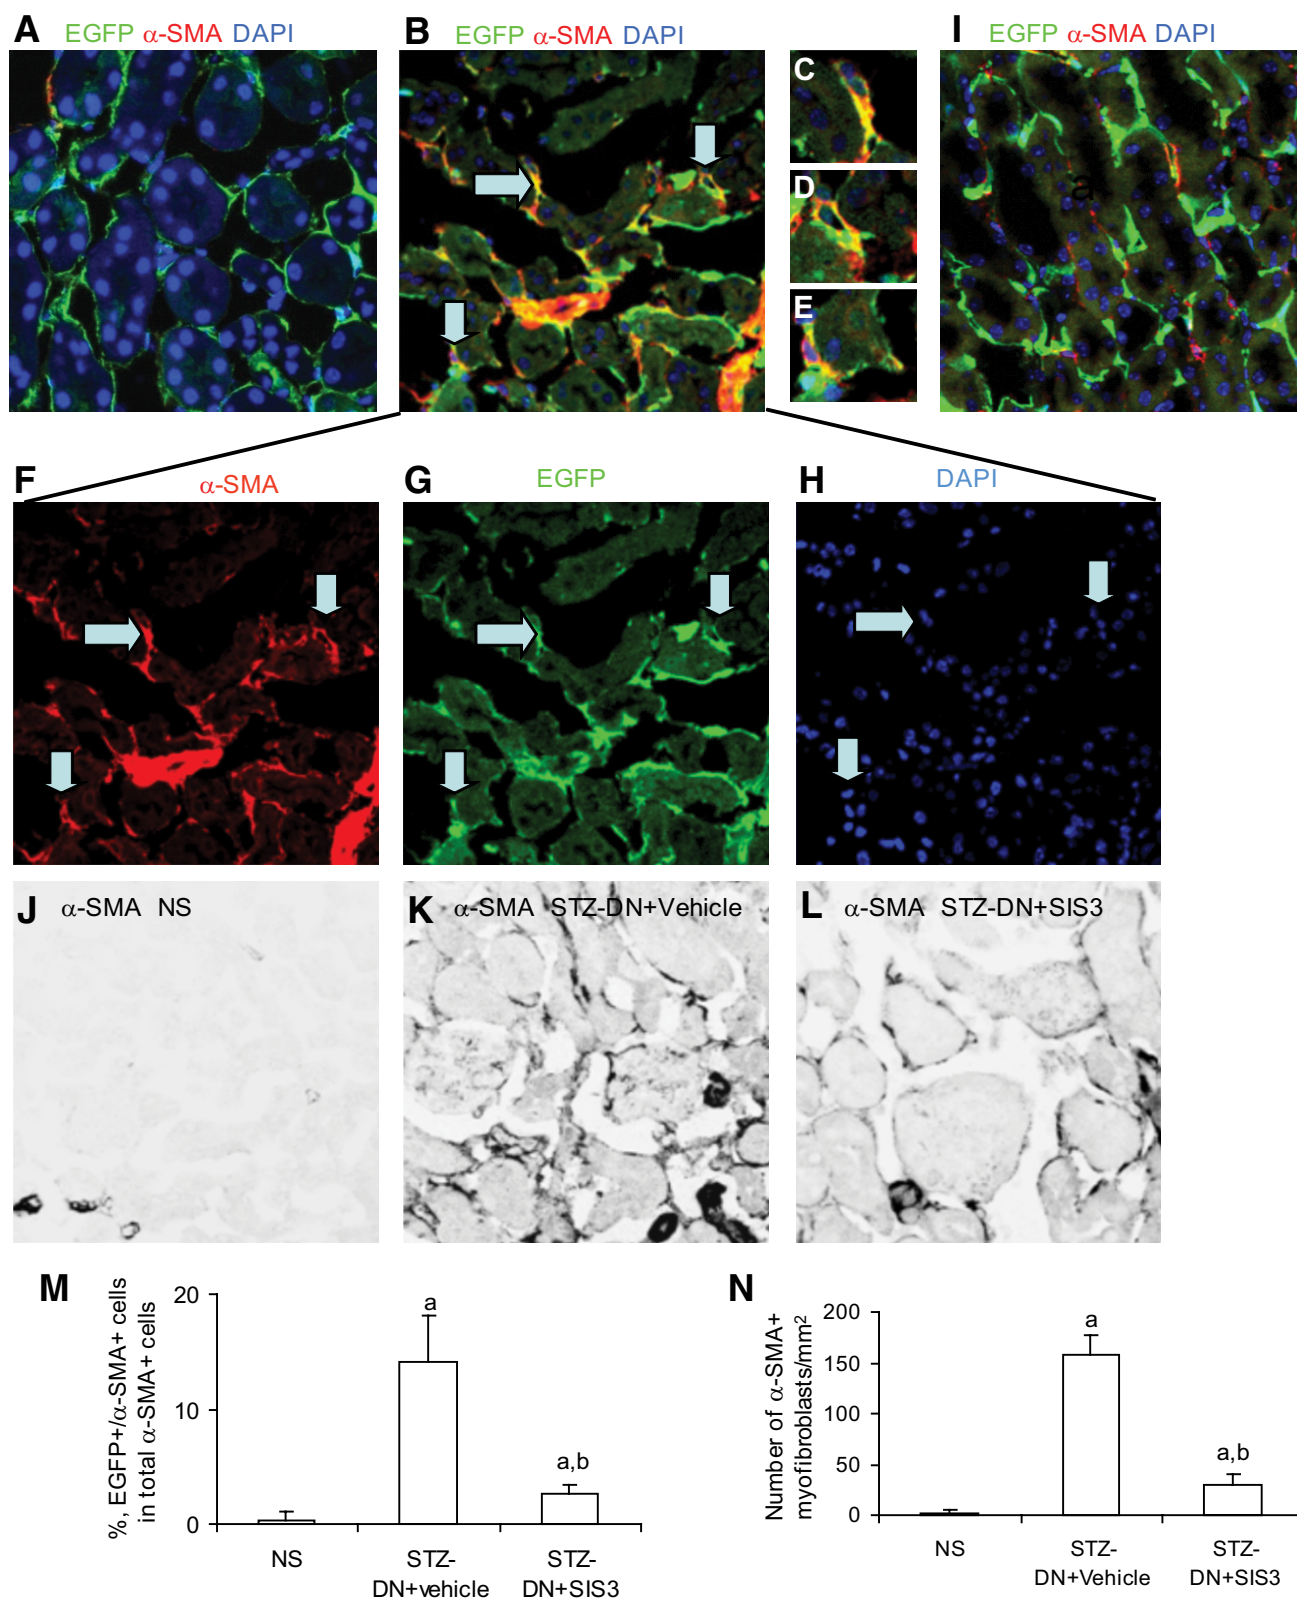 A EGFP α-SMA DAPI
B EGFP α-SMA DAPI
C
D
E
I EGFP α-SMA DAPI
a
F α-SMA
G EGFP
H DAPI
J α-SMA NS
K α-SMA STZ-DN+Vehicle
L α-SMA STZ-DN+SIS3
M
%, EGFP+/α-SMA+ cells
in total α-SMA+ cells
20
10
0
a
a,b
NS
STZ-
DN+vehicle
STZ-
DN+SIS3
N
Number of α-SMA+
myofibroblasts/mm²
200
150
100
50
0
a
a,b
NS
STZ-
DN+Vehicle
STZ-
DN+SIS3